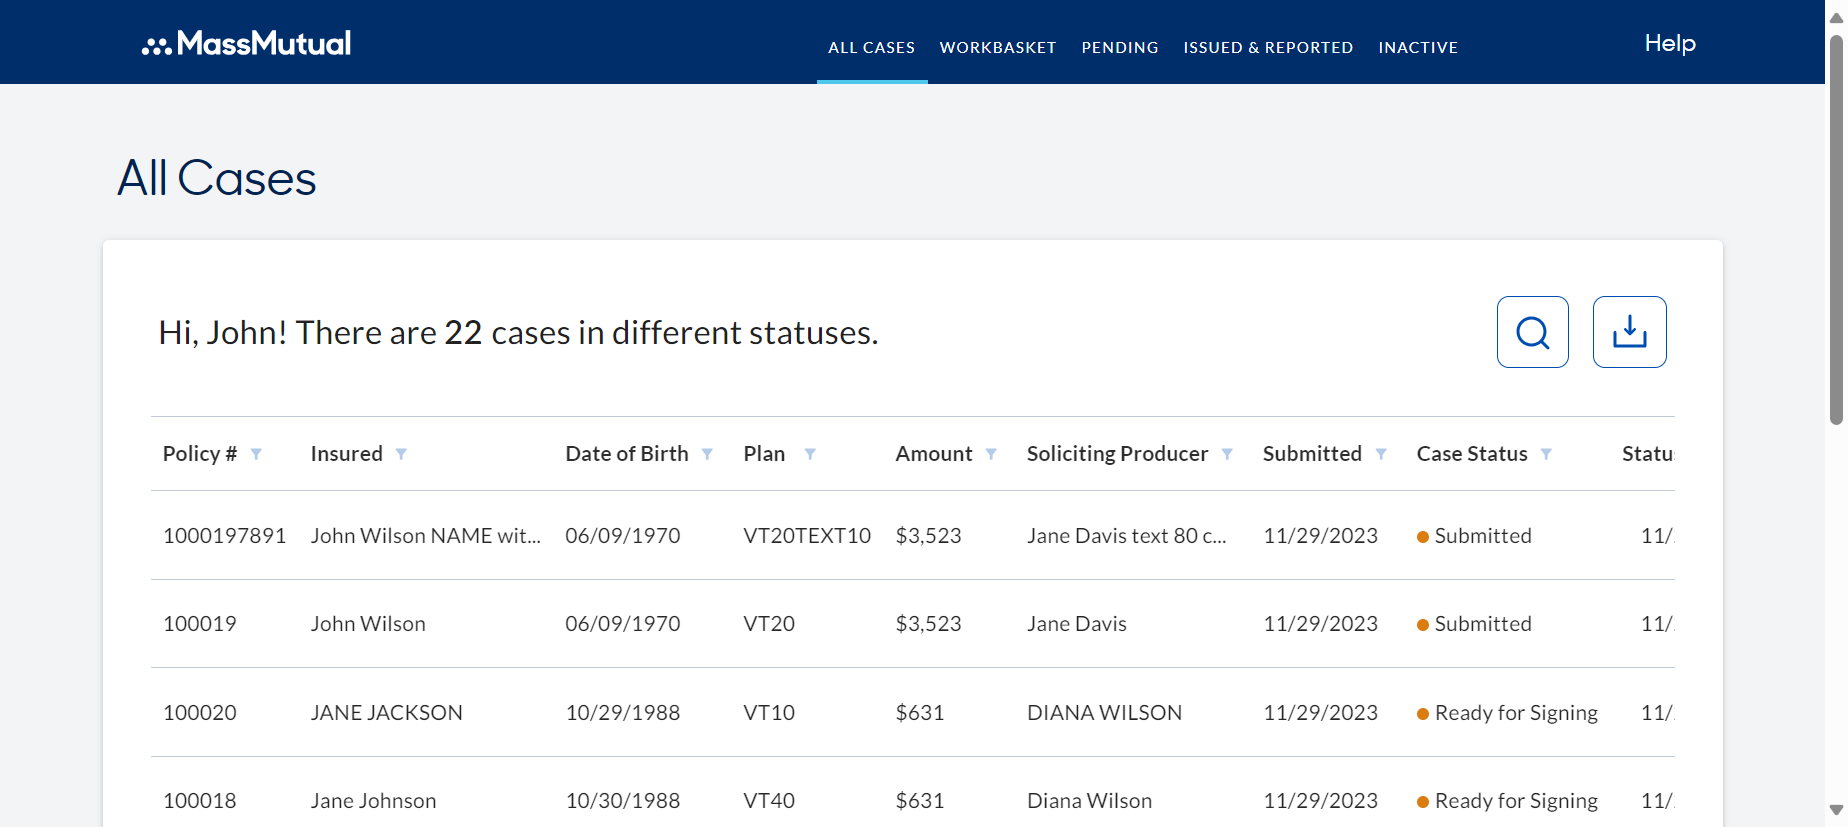 MassMutual
ALL CASES WORKBASKET PENDING ISSUED & REPORTED INACTIVE Help
All Cases
Hi, John! There are 22 cases in different statuses.
Policy # Insured Date of Birth Plan Amount Soliciting Producer Submitted Case Status
1000197891 John Wilson NAME wit... 06/09/1970 VT20TEXT10 $3,523 Jane Davis text 80 c... 11/29/2023 Submitted 11/
100019 John Wilson 06/09/1970 VT20 $3,523 Jane Davis 11/29/2023 Submitted 11/
100020 JANE JACKSON 10/29/1988 VT10 $631 DIANA WILSON 11/29/2023 Ready for Signing 11/
100018 Jane Johnson 10/30/1988 VT40 $631 Diana Wilson 11/29/2023 Ready for Signing 11/